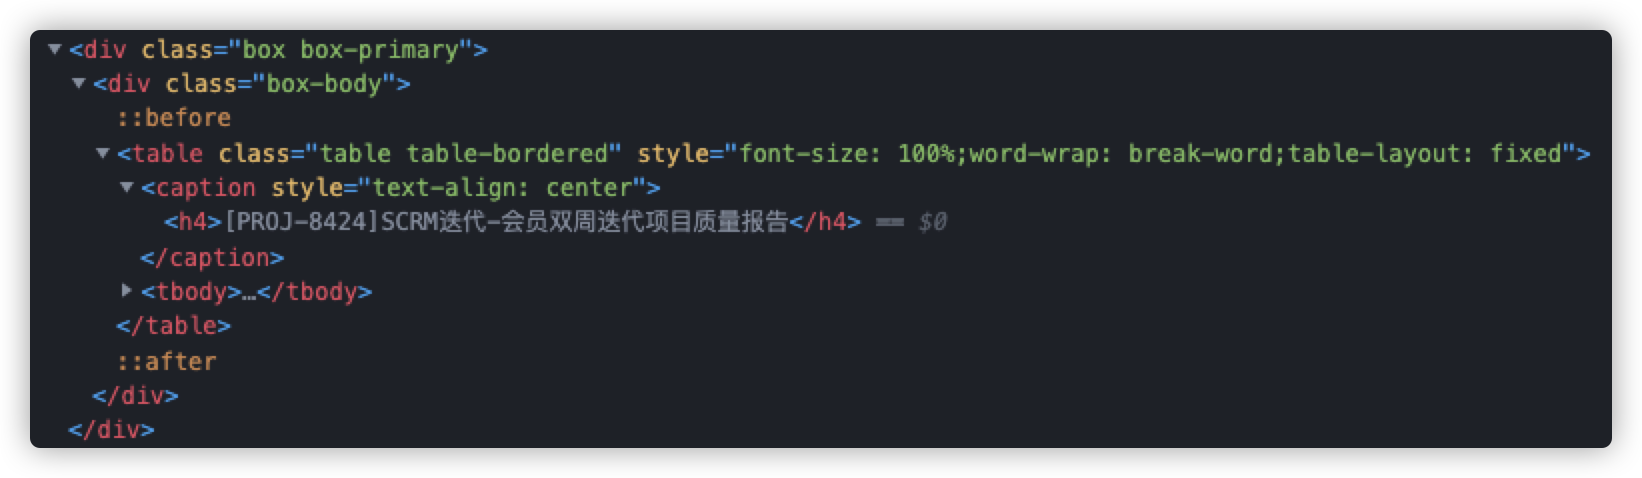 <div class="box box-primary">
<div class="box-body">
::before
<table class="table table-bordered" style="font-size: 100%;word-wrap: break-word;table-layout: fixed">
<caption style="text-align: center">
<h4>[PROJ-8424]SCRM迭代-会员双周迭代项目质量报告</h4> == $0
</caption>
<tbody>…</tbody>
</table>
::after
</div>
</div>